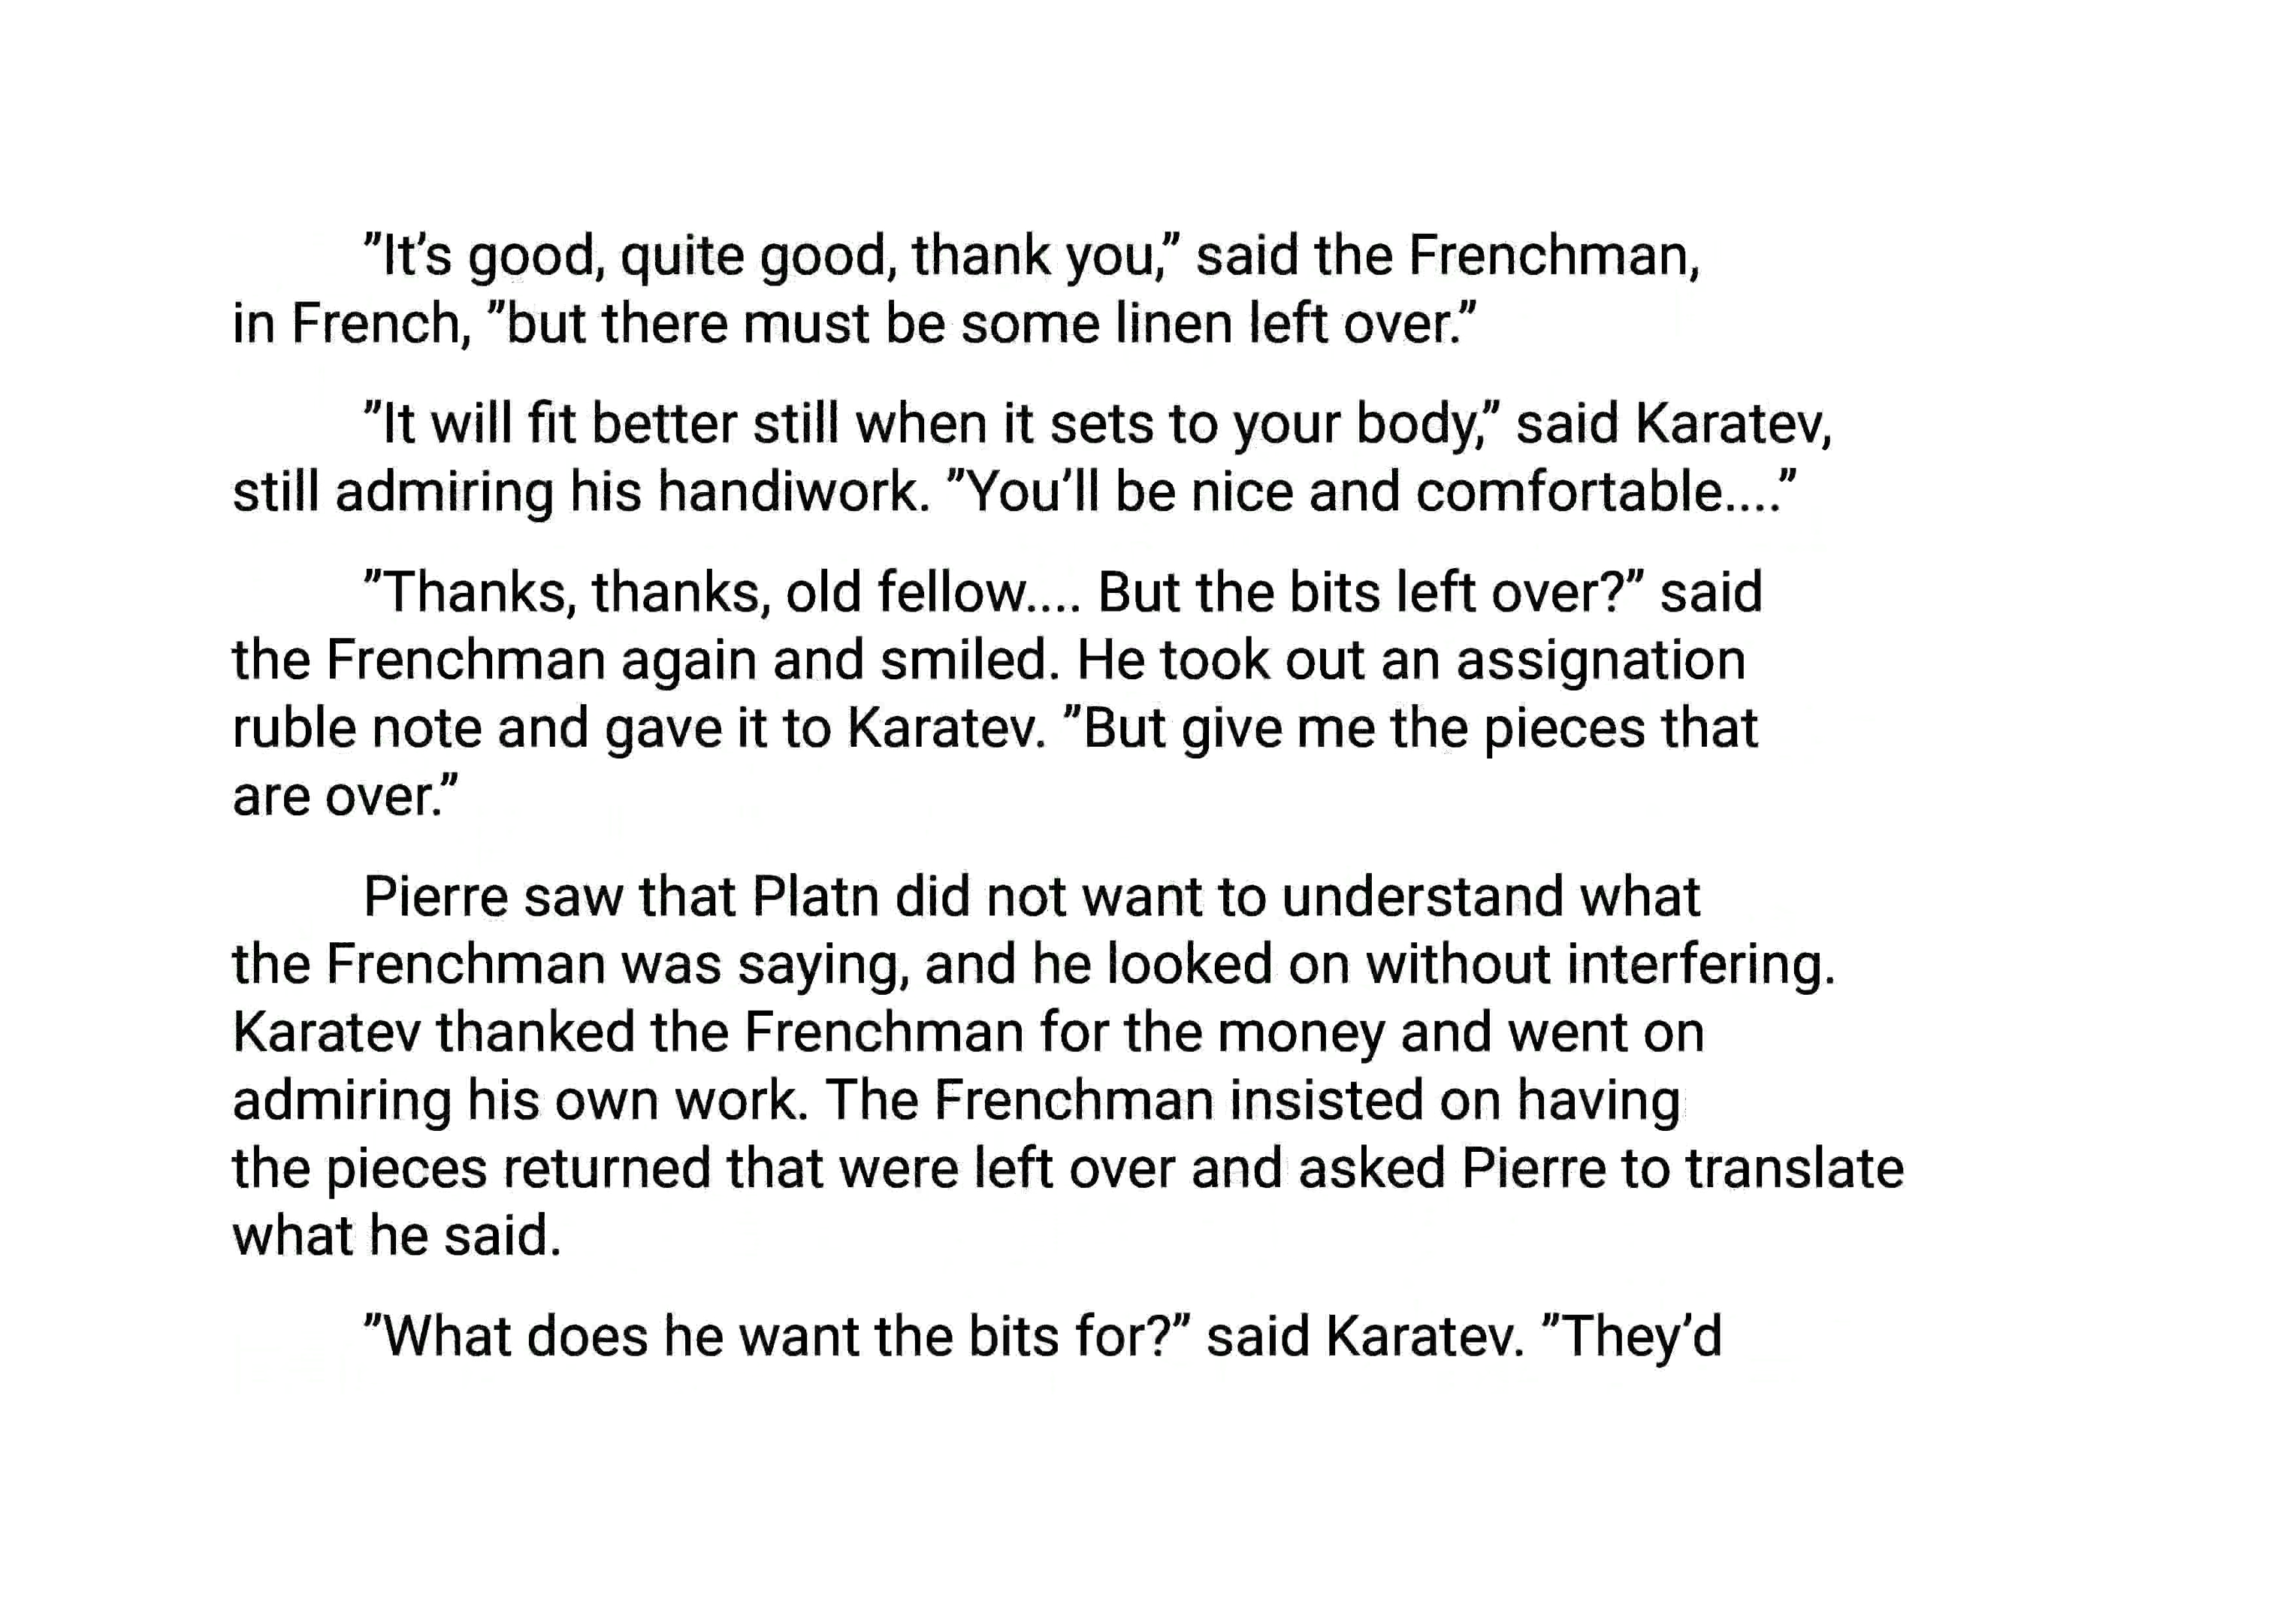 ”It’s good, quite good, thank you,” said the Frenchman,
in French, ”but there must be some linen left over.”
”It will fit better still when it sets to your body,” said Karatev,
still admiring his handiwork. ”You’ll be nice and comfortable....”
”Thanks, thanks, old fellow.... But the bits left over?” said
the Frenchman again and smiled. He took out an assignation
ruble note and gave it to Karatev. ”But give me the pieces that
are over.”
Pierre saw that Platn did not want to understand what
the Frenchman was saying, and he looked on without interfering.
Karatev thanked the Frenchman for the money and went on
admiring his own work. The Frenchman insisted on having
the pieces returned that were left over and asked Pierre to translate
what he said.
”What does he want the bits for?” said Karatev. ”They’d